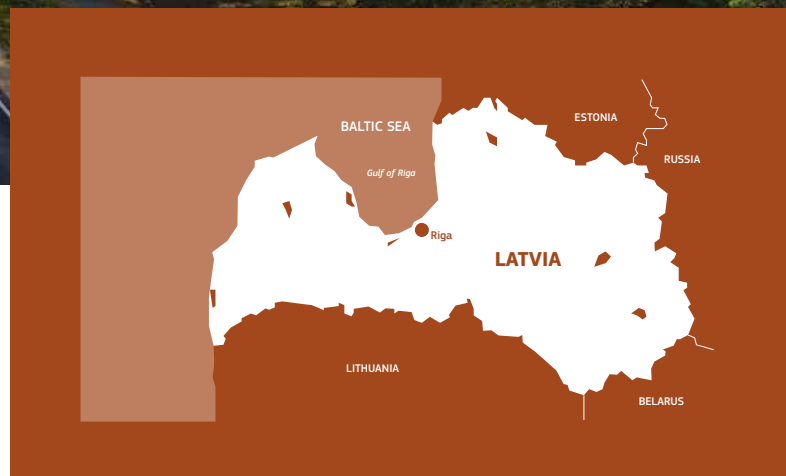 ESTONIA
BALTIC SEA
RUSSIA
Gulf of Riga
Riga
LATVIA
LITHUANIA
BELARUS